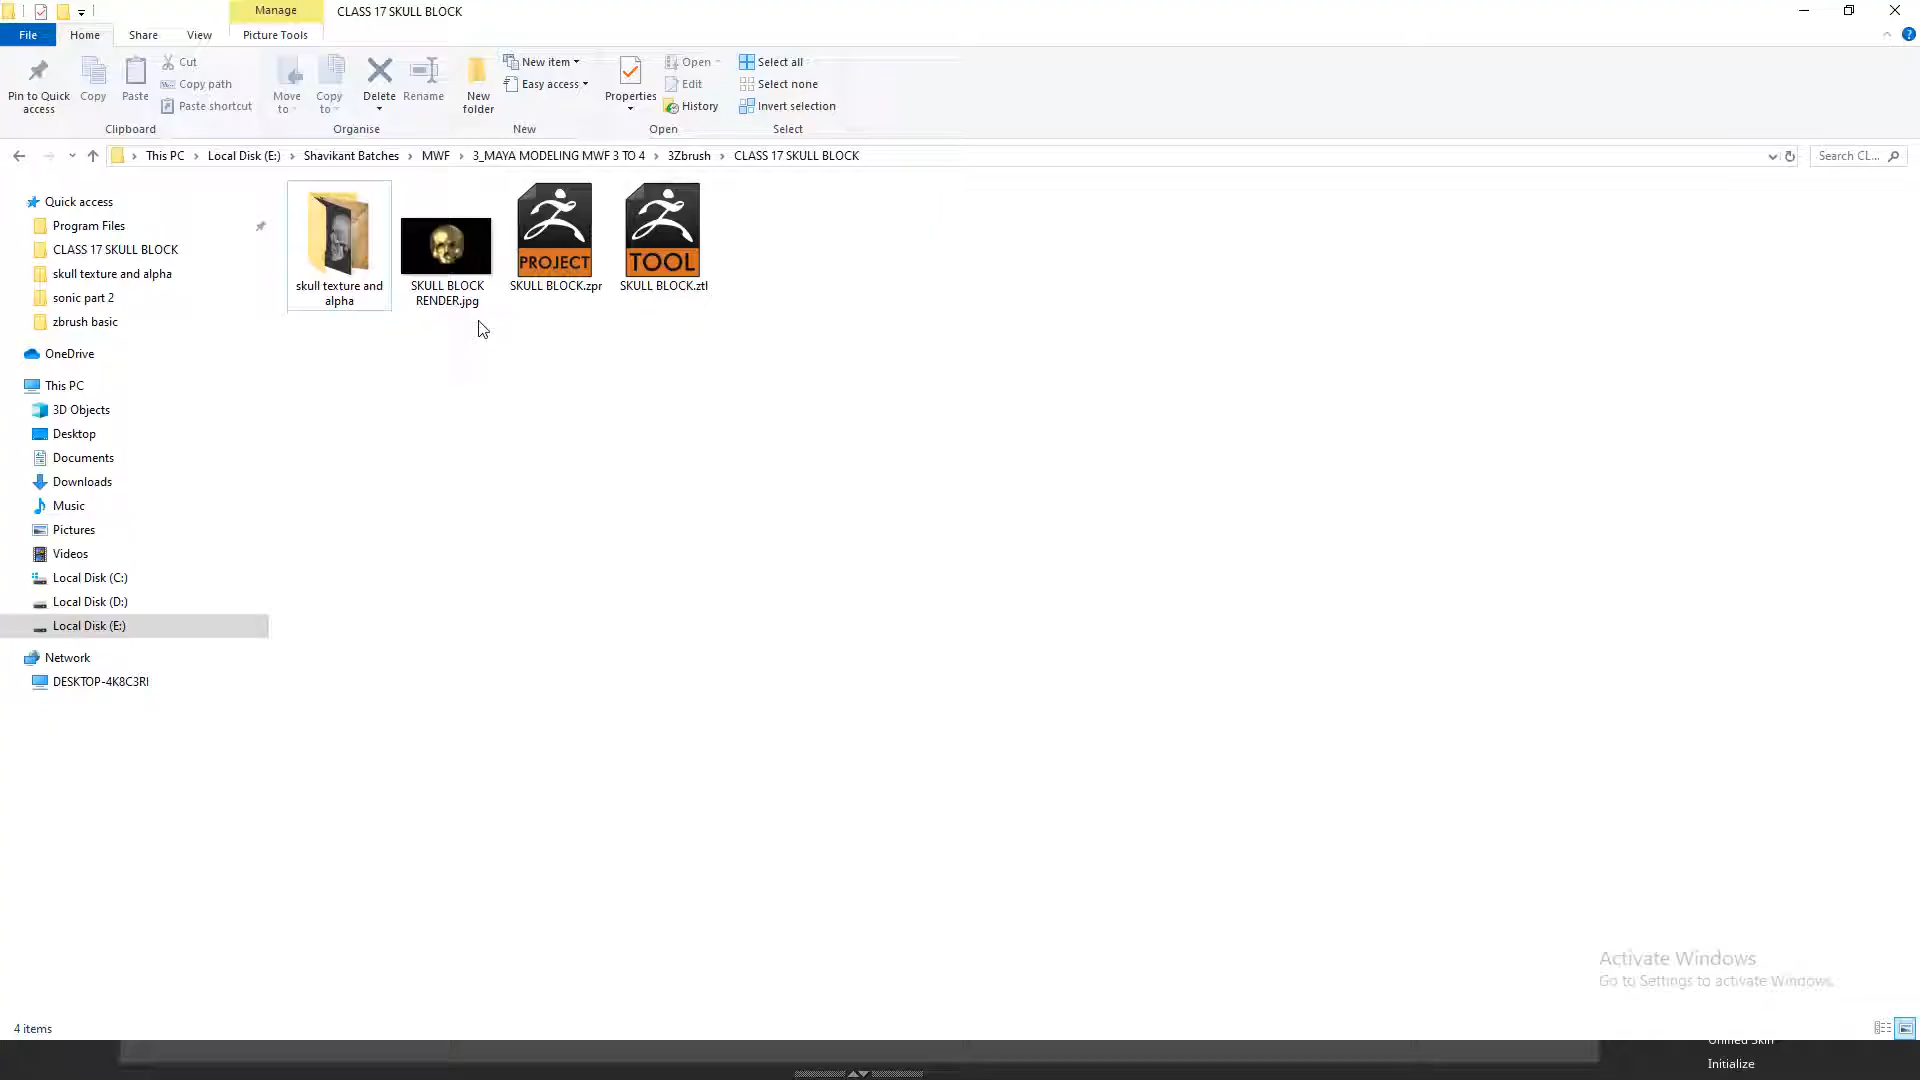 Manage
CLASS 17 SKULL BLOCK
File
Home
Share
View
Picture Tools
Pin to Quick access
Copy
Paste
Cut
Copy path
Paste shortcut
Clipboard
Move to
Copy to
Delete
Rename
Organise
New folder
New item
Easy access
New
Properties
Open
Edit
History
Open
Select all
Select none
Invert selection
Select
This PC > Local Disk (E:) > Shavikant Batches > MWF > 3_MAYA MODELING MWF 3 TO 4 > 3Zbrush > CLASS 17 SKULL BLOCK
Search CL...
Quick access
Program Files
CLASS 17 SKULL BLOCK
skull texture and alpha
sonic part 2
zbrush basic
OneDrive
This PC
3D Objects
Desktop
Documents
Downloads
Music
Pictures
Videos
Local Disk (C:)
Local Disk (D:)
Local Disk (E:)
Network
DESKTOP-4K8C3RI
PROJECT
TOOL
skull texture and
alpha
SKULL BLOCK
RENDER.jpg
SKULL BLOCK.zpr
SKULL BLOCK.ztl
Activate Windows
Go to Settings to activate Windows.
4 items
Unified Skin
Initialize